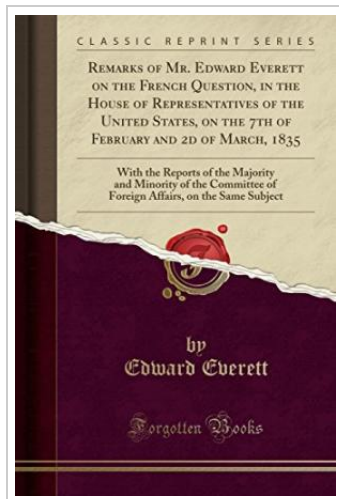 CLASSIC REPRINT SERIES
REMARKS OF MR. EDWARD EVERETT
ON THE FRENCH QUESTION, IN THE
HOUSE OF REPRESENTATIVES OF THE
UNITED STATES, ON THE 7TH OF
FEBRUARY AND 2D OF MARCH, 1835
With the Reports of the Majority
and Minority of the Committee of
Foreign Affairs, on the Same Subject
by
Edward Everett
Forgotten Books